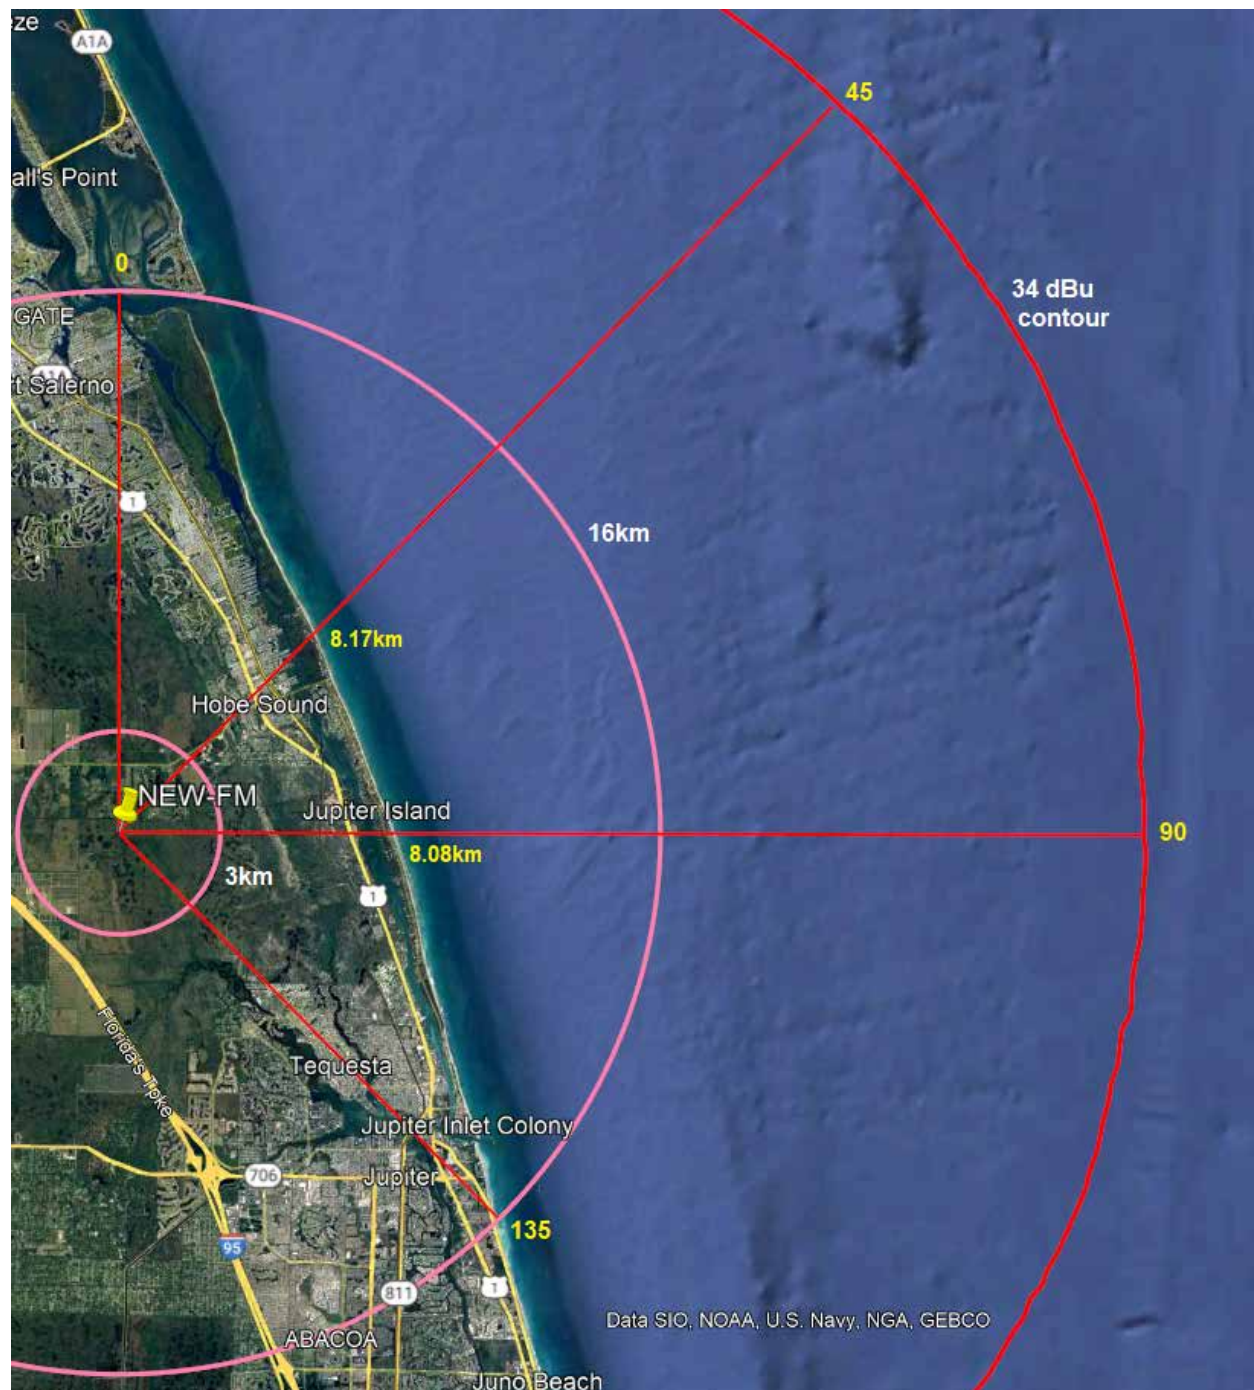 eze
A1A
45
all's Point
0
34 dBu
contour
GATE
t Salerno
1
16km
8.17km
Hobe Sound
NEW-FM
Jupiter Island
90
8.08km
3km
1
Florida's Tpke
Tequesta
Jupiter Inlet Colony
706
Jupiter
135
95
1
811
Data SIO, NOAA, U.S. Navy, NGA, GEBCO
ABACOA
Juno Beach